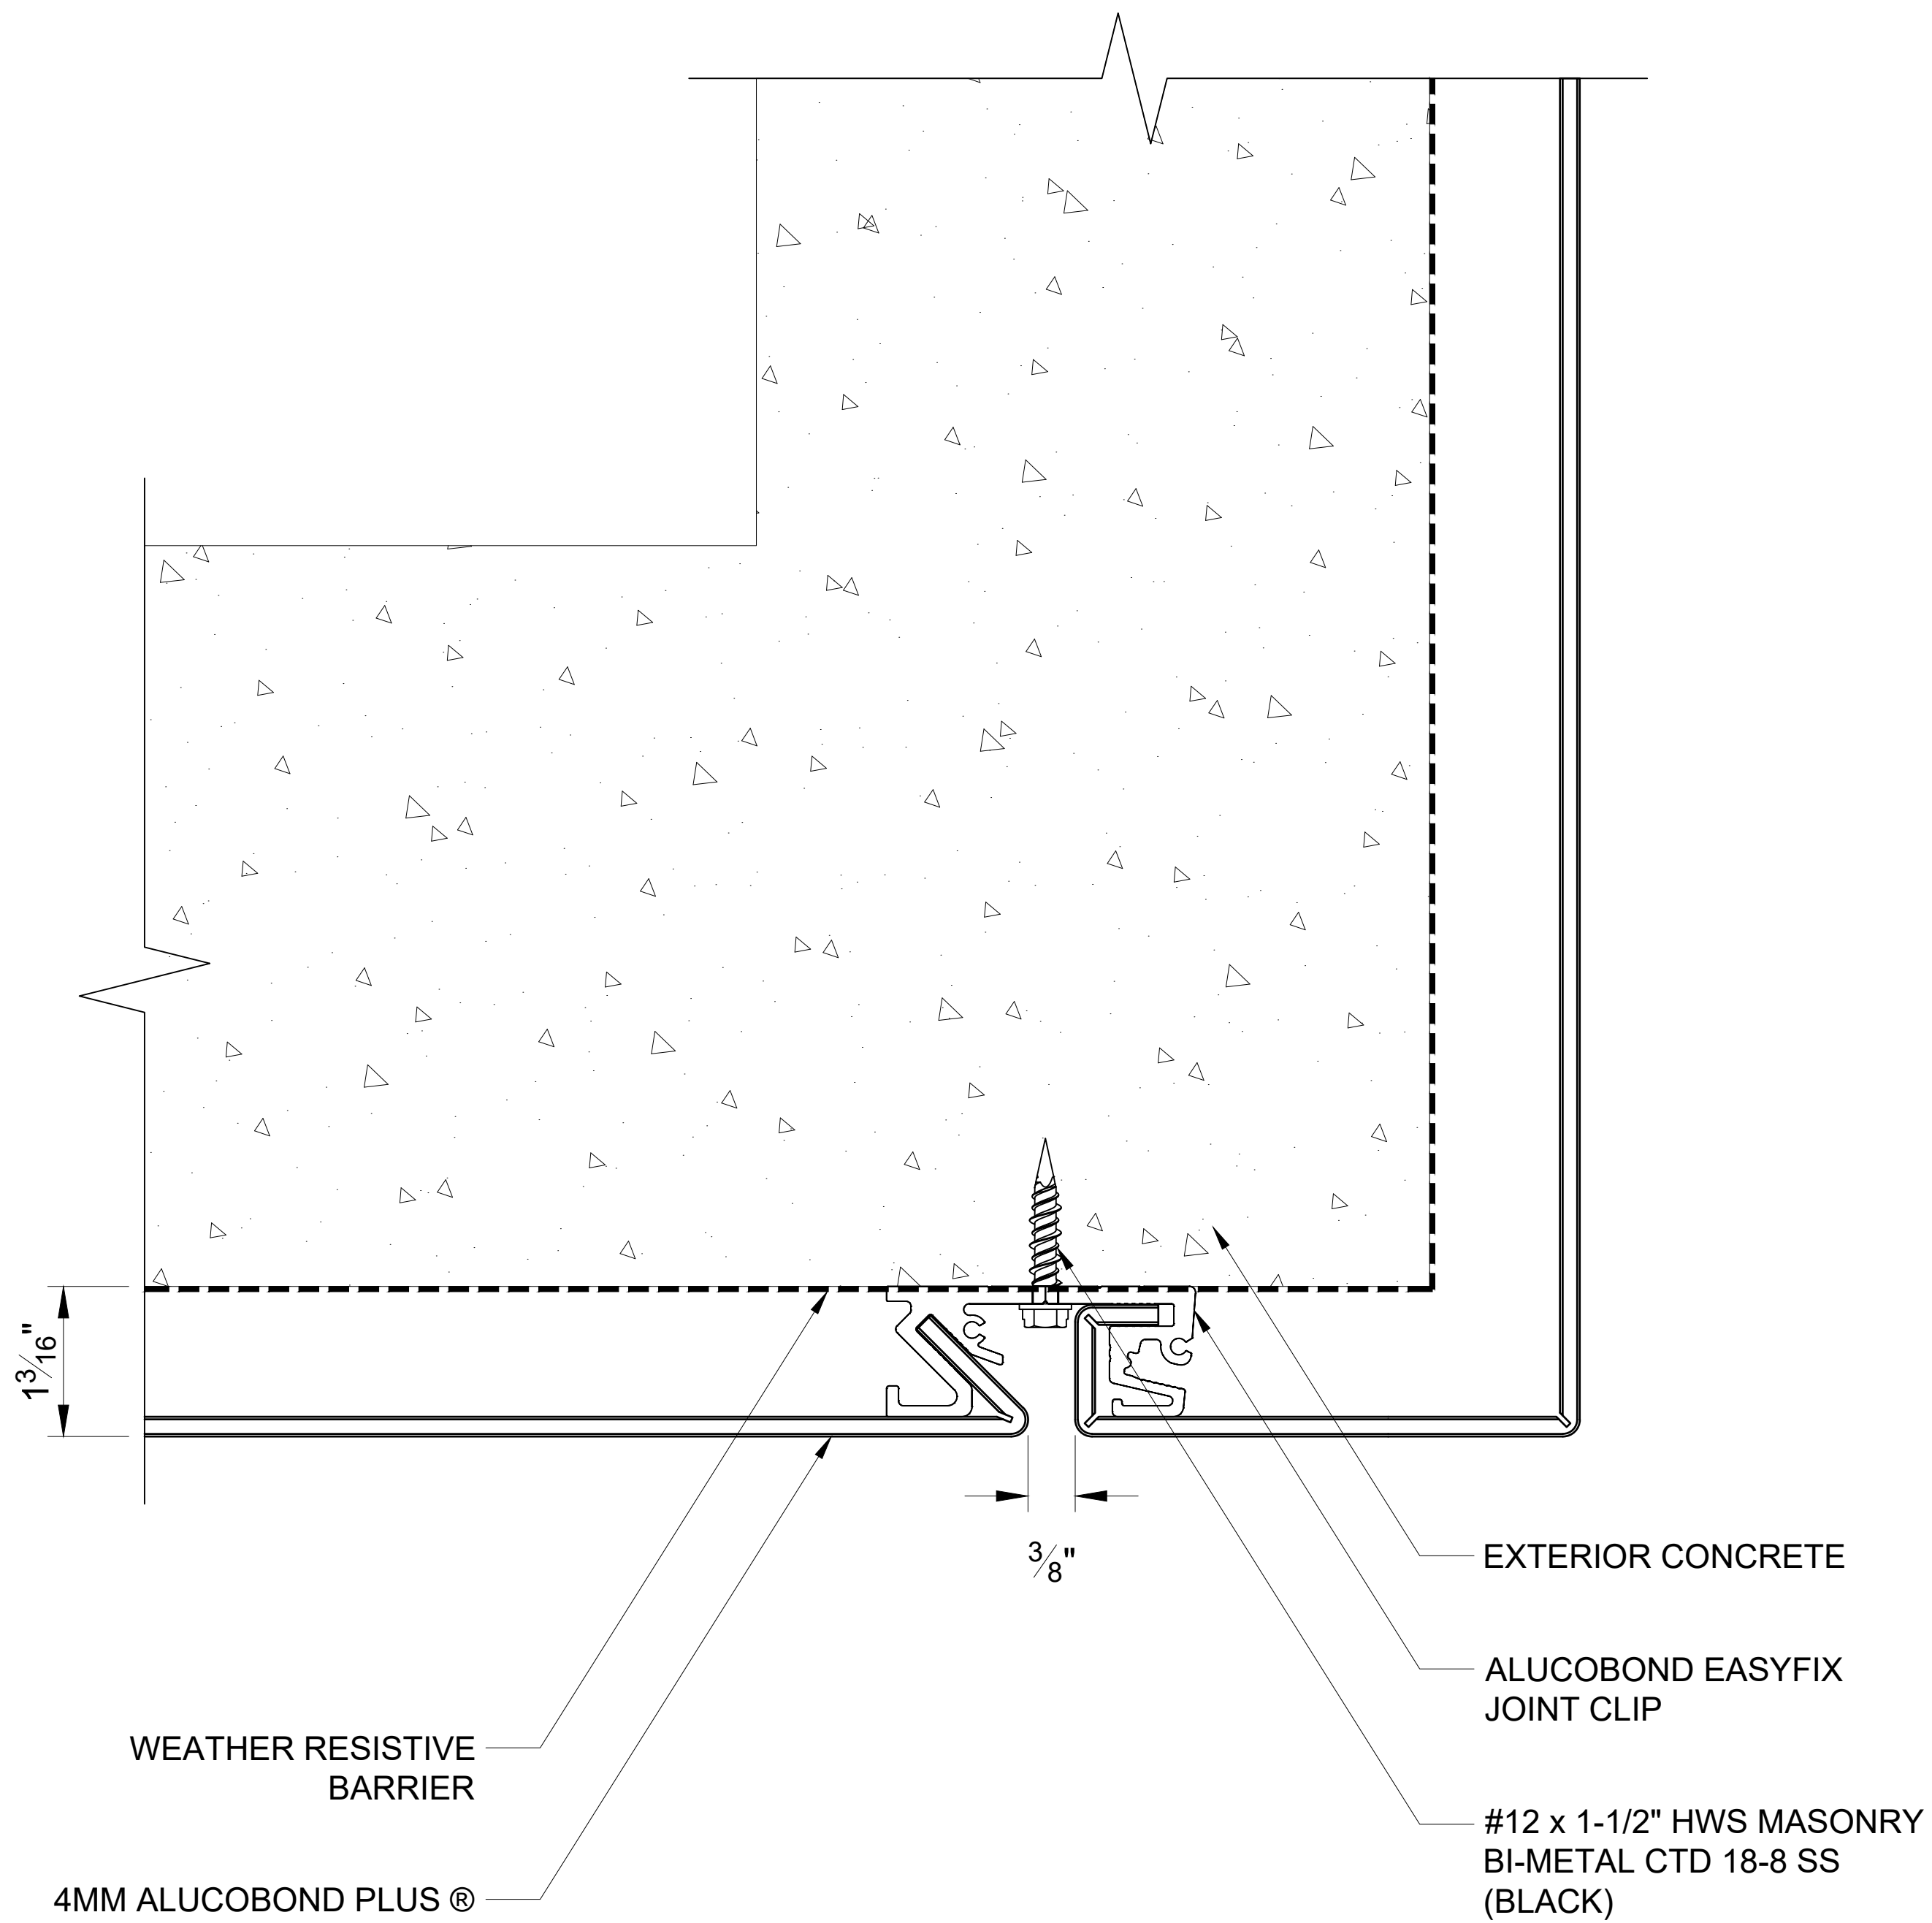 1 3/16"
3/8"
EXTERIOR CONCRETE
ALUCOBOND EASYFIX
JOINT CLIP
WEATHER RESISTIVE
BARRIER
#12 x 1-1/2" HWS MASONRY
BI-METAL CTD 18-8 SS
(BLACK)
4MM ALUCOBOND PLUS ®